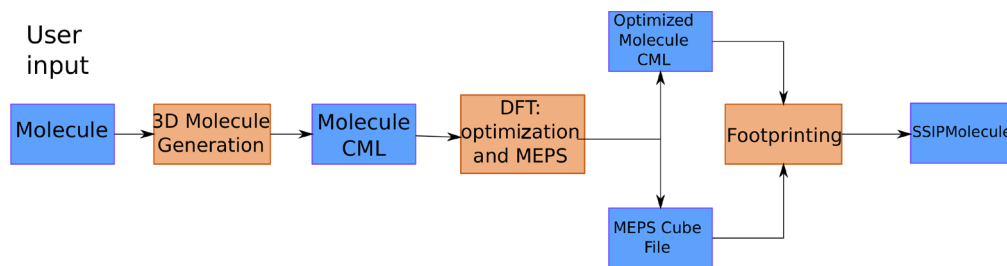 User
input
Molecule
3D Molecule
Generation
Molecule
CML
DFT:
optimization
and MEPS
Optimized
Molecule
CML
MEPS Cube
File
Footprinting
SSIPMolecule